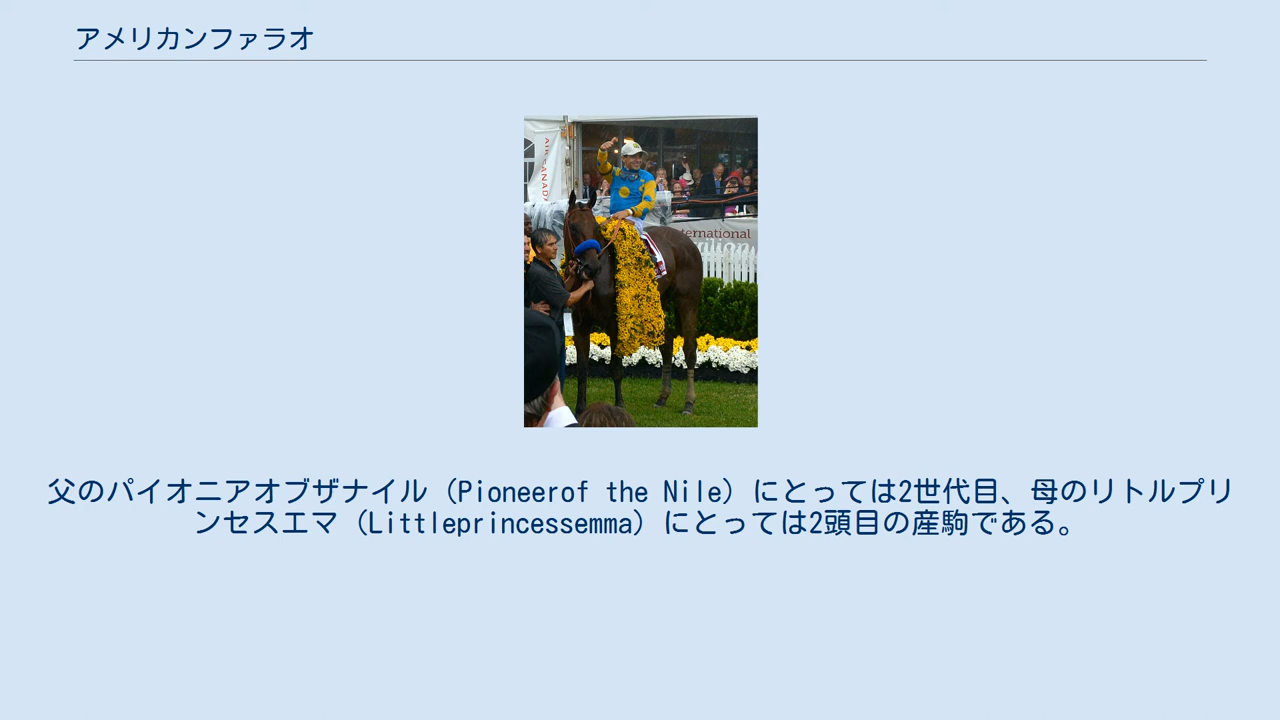 アメリカンファラオ
AIR CANADA
ternational
父のパイオニアオブザナイル（Pioneerof the Nile）にとっては2世代目、母のリトルプリ
ンセスエマ（Littleprincessemma）にとっては2頭目の産駒である。